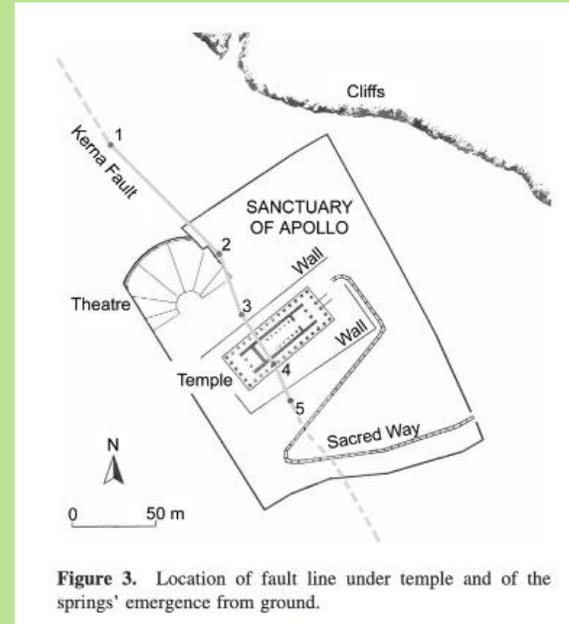 Cliffs
1
Kerna Fault
SANCTUARY
OF APOLLO
2
Wall
Theatre
3
Wall
Temple
4
5
Sacred Way
N
0 50 m
Figure 3. Location of fault line under temple and of the
springs' emergence from ground.